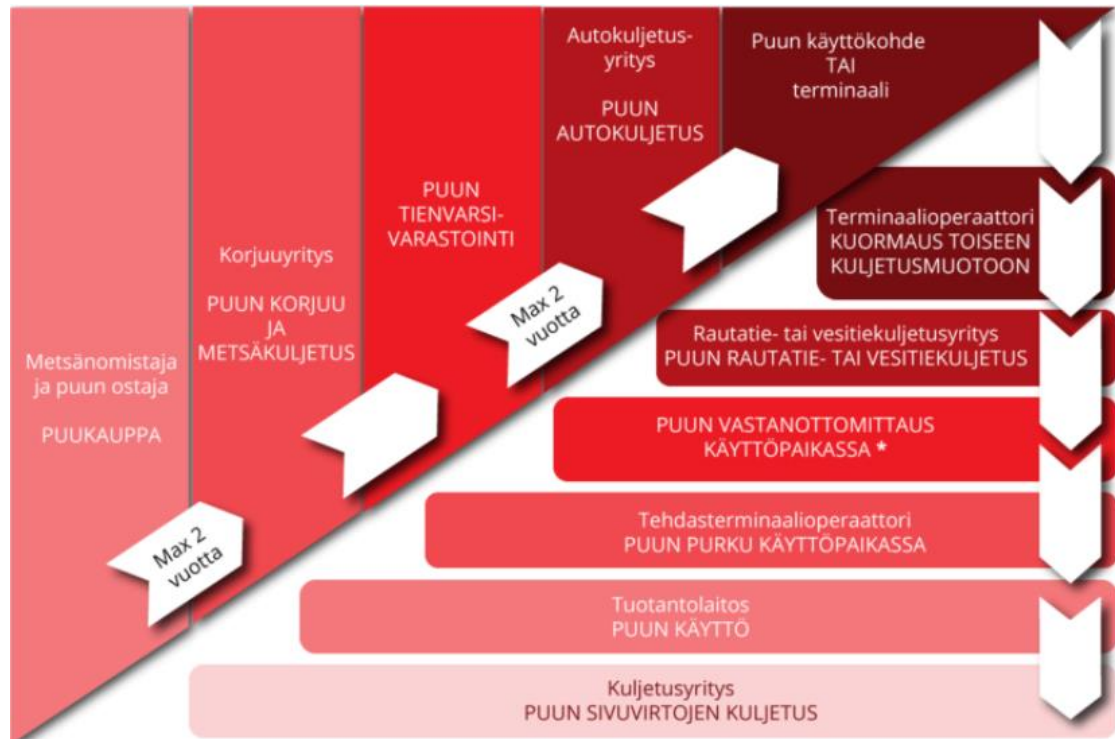 Metsänomistaja
ja puun ostaja
PUUKAUPPA
Max 2
vuotta
Korjuuyritys
PUUN KORJUU
JA
METSÄKULJETUS
PUUN
TIENVARSI-
VARASTOINTI
Max 2
vuotta
Autokuljetus-
yritys
PUUN
AUTOKULJETUS
Puun käyttökohde
TAI
terminaali
Terminaalioperaattori
KUORMAUS TOISEEN
KULJETUSMUOTOON
Rautatie- tai vesitiekuljetusyritys
PUUN RAUTATIE- TAI VESITIEKULJETUS
PUUN VASTANOTTOMITTAUS
KÄYTTÖPAIKASSA *
Tehdasterminaalioperaattori
PUUN PURKU KÄYTTÖPAIKASSA
Tuotantolaitos
PUUN KÄYTTÖ
Kuljetusyritys
PUUN SIVUVIRTOJEN KULJETUS